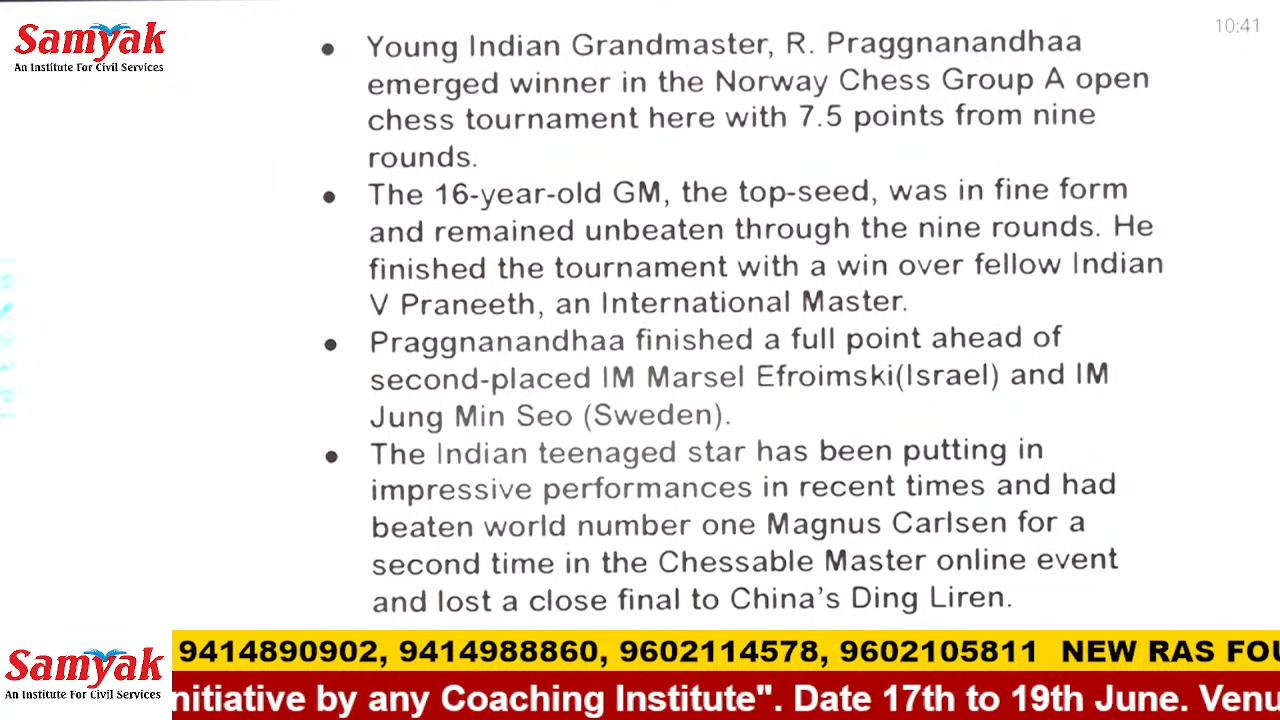 Samyak
An Institute For Civil Services
10:41
• Young Indian Grandmaster, R. Praggnanandhaa
emerged winner in the Norway Chess Group A open
chess tournament here with 7.5 points from nine
rounds.
• The 16-year-old GM, the top-seed, was in fine form
and remained unbeaten through the nine rounds. He
finished the tournament with a win over fellow Indian
V Praneeth, an International Master.
• Praggnanandhaa finished a full point ahead of
second-placed IM Marsel Efroimski(Israel) and IM
Jung Min Seo (Sweden).
• The Indian teenaged star has been putting in
impressive performances in recent times and had
beaten world number one Magnus Carlsen for a
second time in the Chessable Master online event
and lost a close final to China's Ding Liren.
Samyak
An Institute For Civil Services
9414890902, 9414988860, 9602114578, 9602105811 NEW RAS FOU
nitiative by any Coaching Institute". Date 17th to 19th June. Venu